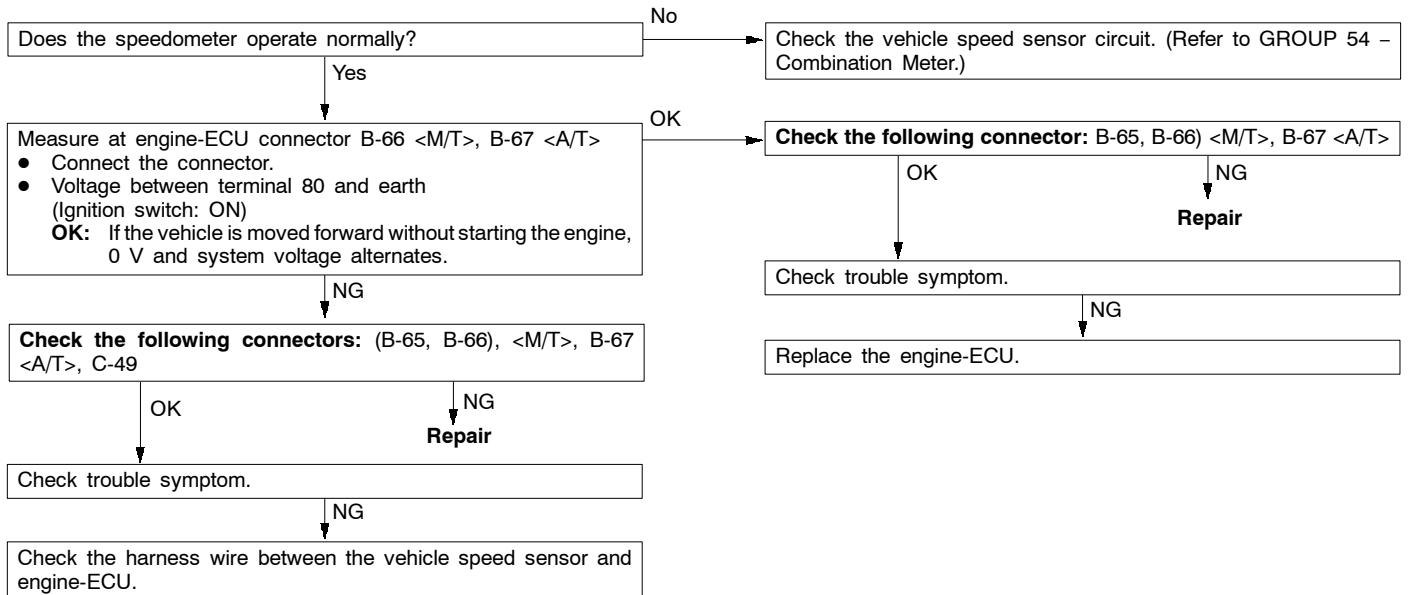 Does the speedometer operate normally?
No
Check the vehicle speed sensor circuit. (Refer to GROUP 54 –
Combination Meter.)
Yes
Measure at engine-ECU connector B-66 <M/T>, B-67 <A/T>
● Connect the connector.
● Voltage between terminal 80 and earth
(Ignition switch: ON)
OK: If the vehicle is moved forward without starting the engine,
0 V and system voltage alternates.
OK
Check the following connector: B-65, B-66) <M/T>, B-67 <A/T>
OK
NG
Repair
Check trouble symptom.
NG
Replace the engine-ECU.
NG
Check the following connectors: (B-65, B-66), <M/T>, B-67
<A/T>, C-49
OK
NG
Repair
Check trouble symptom.
NG
Check the harness wire between the vehicle speed sensor and
engine-ECU.